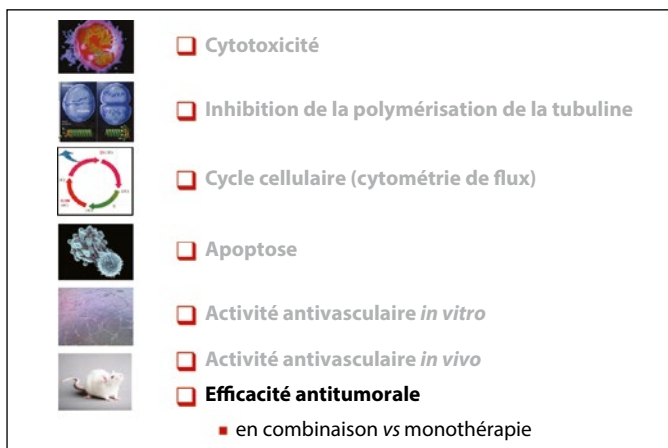 Cytotoxicité
Inhibition de la polymérisation de la tubuline
Cycle cellulaire (cytométrie de flux)
Apoptose
Activité antivasculaire in vitro
Activité antivasculaire in vivo
Efficacité antitumorale
en combinaison vs monothérapie